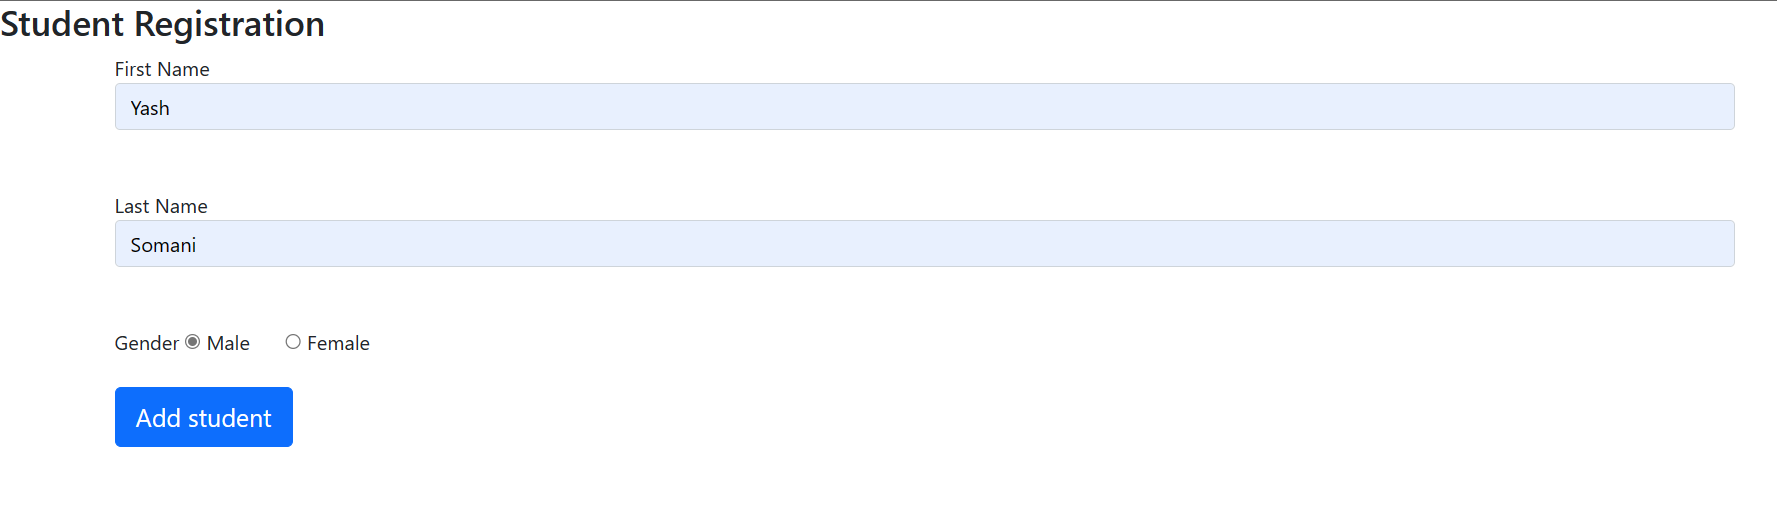 Student Registration
First Name
Yash
Last Name
Somani
Gender Male Female
Add student